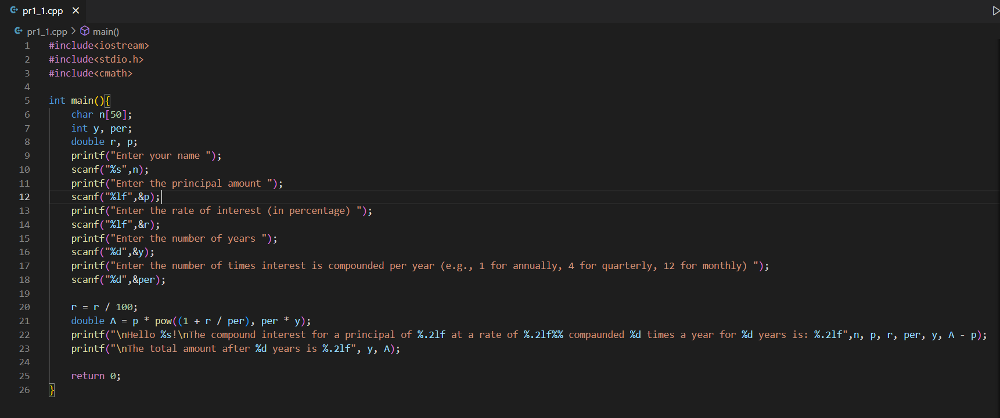 pr1_1.cpp
pr1_1.cpp > main()
1 #include<iostream>
2 #include<stdio.h>
3 #include<cmath>
4
5 int main(){
6     char n[50];
7     int y, per;
8     double r, p;
9     printf("Enter your name ");
10     scanf("%s",n);
11     printf("Enter the principal amount ");
12     scanf("%lf",&p);
13     printf("Enter the rate of interest (in percentage) ");
14     scanf("%lf",&r);
15     printf("Enter the number of years ");
16     scanf("%d",&y);
17     printf("Enter the number of times interest is compounded per year (e.g., 1 for annually, 4 for quarterly, 12 for monthly) ");
18     scanf("%d",&per);
19
20     r = r / 100;
21     double A = p * pow((1 + r / per), per * y);
22     printf("\nHello %s!\nThe compound interest for a principal of %.2lf at a rate of %.2lf%% compaunded %d times a year for %d years is: %.2lf",n, p, r, per, y, A - p);
23     printf("\nThe total amount after %d years is %.2lf", y, A);
24
25     return 0;
26 }